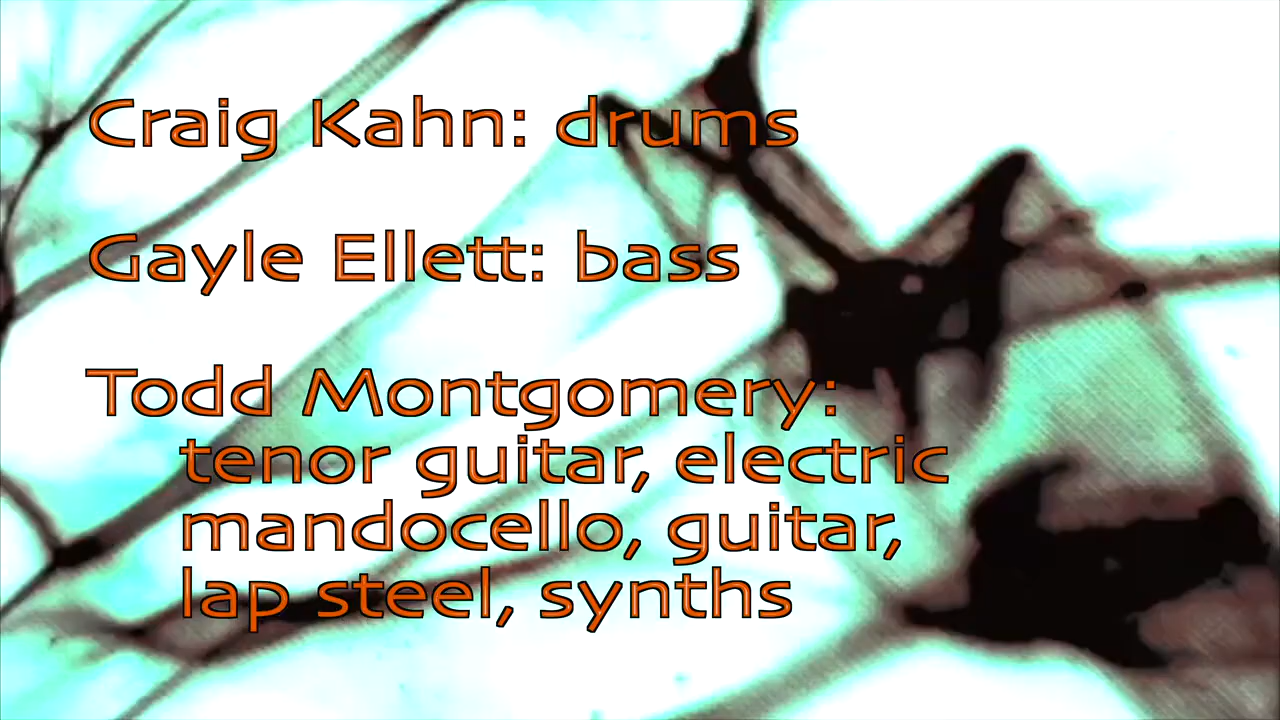 Craig Kahn: drums
Gayle Ellett: bass
Todd Montgomery:
tenor guitar, electric
mandocello, guitar,
lap steel, synths